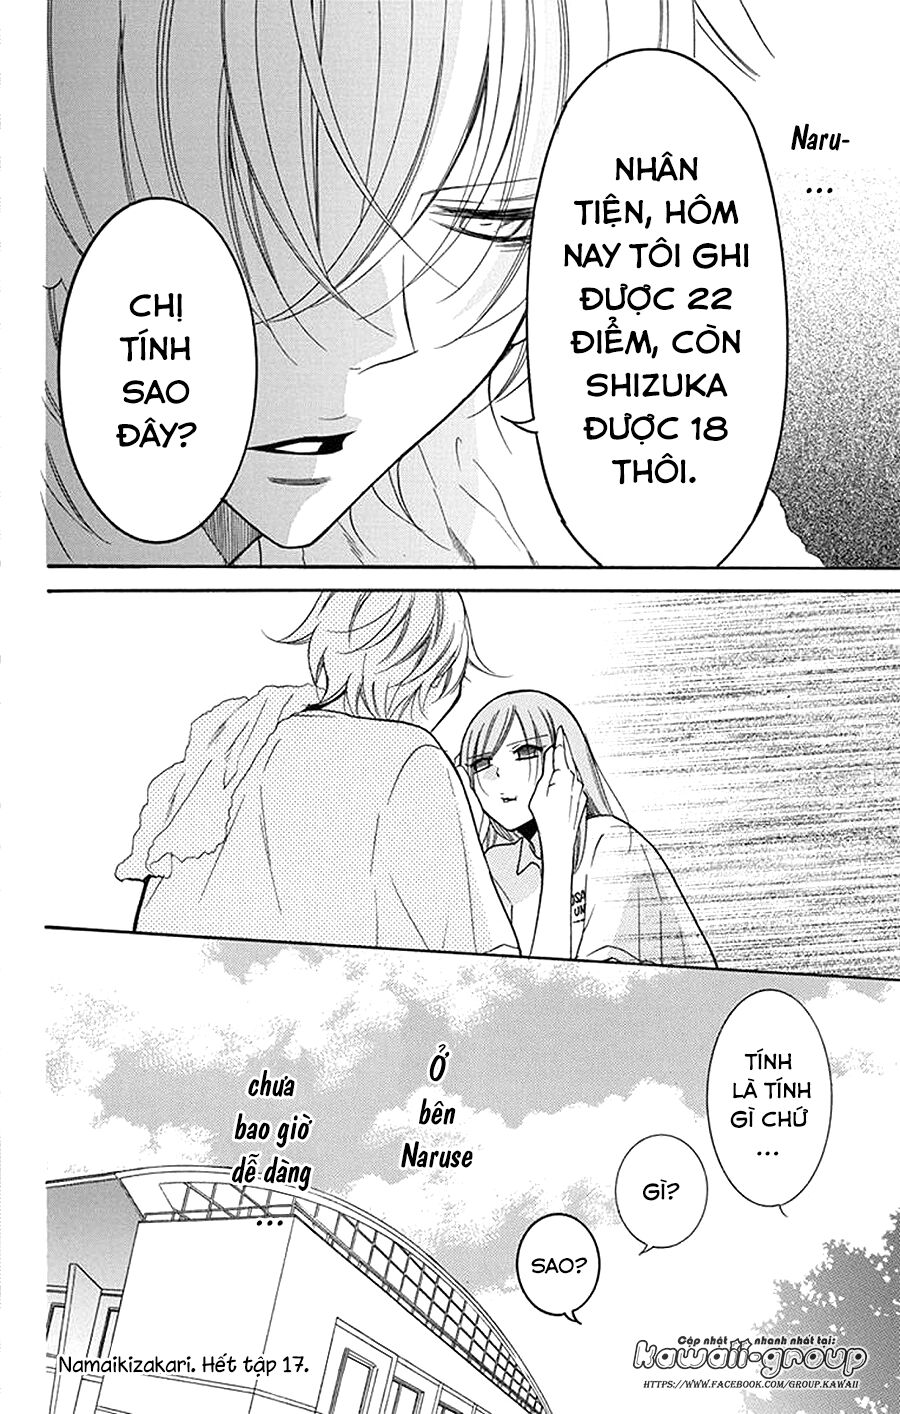 Naru-
...
NHÂN
TIỆN, HÔM
NAY TÔI GHI
ĐƯỢC 22
ĐIỂM, CÒN
SHIZUKA
ĐƯỢC 18
THÔI.
CHỊ
TÍNH
SAO
ĐÂY?
TÍNH
LÀ TÍNH
GÌ CHỨ
...
GÌ?
SAO?
Ở
bên
Naruse
chưa
bao giờ
dễ dàng
...
Namaikizakari. Hết tập 17.
Cập nhật nhanh nhất tại:
kawaii-group
HTTPS://WWW.FACEBOOK.COM/GROUP.KAWAII